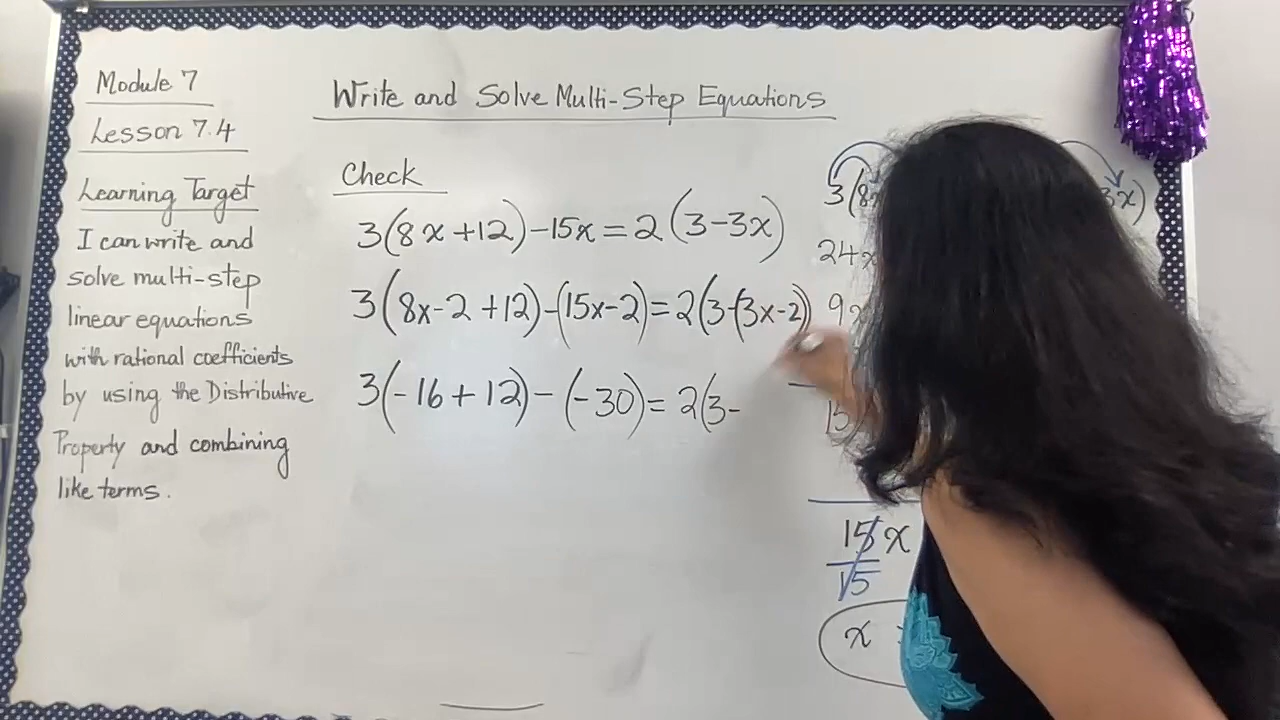 Module 7
Lesson 7.4
Learning Target
I can write and
solve multi-step
linear equations
with rational coefficients
by using the Distributive
Property and combining
like terms.
Write and Solve Multi-Step Equations
Check
3(8x+12)-15x=2(3-3x)
3(8x-2+12)-(15x-2)=2(3-(3x-2))
3(-16+12)-(-30)=2(3-
3(8
3x)
24x
9x
15
15x
15
x